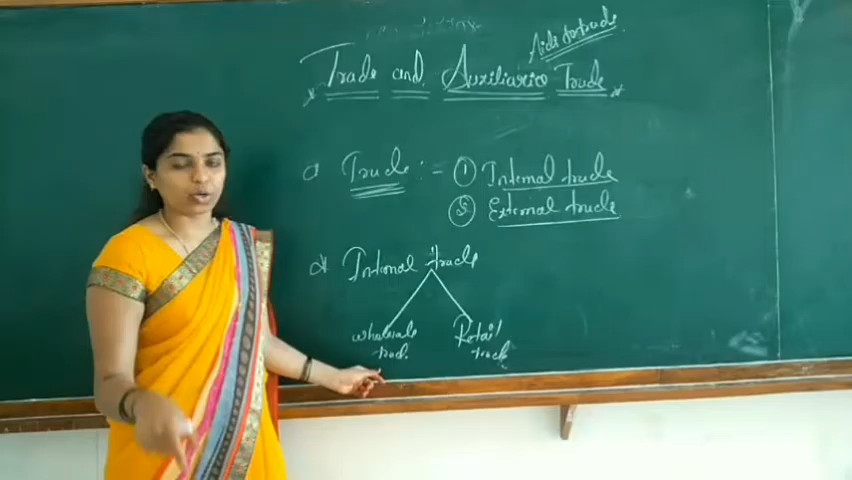 Aids to trade
Trade and Auxiliaries Trade
Trade :- ① Internal trade
② External trade
* Internal trade
wholesale Retail
trade trade